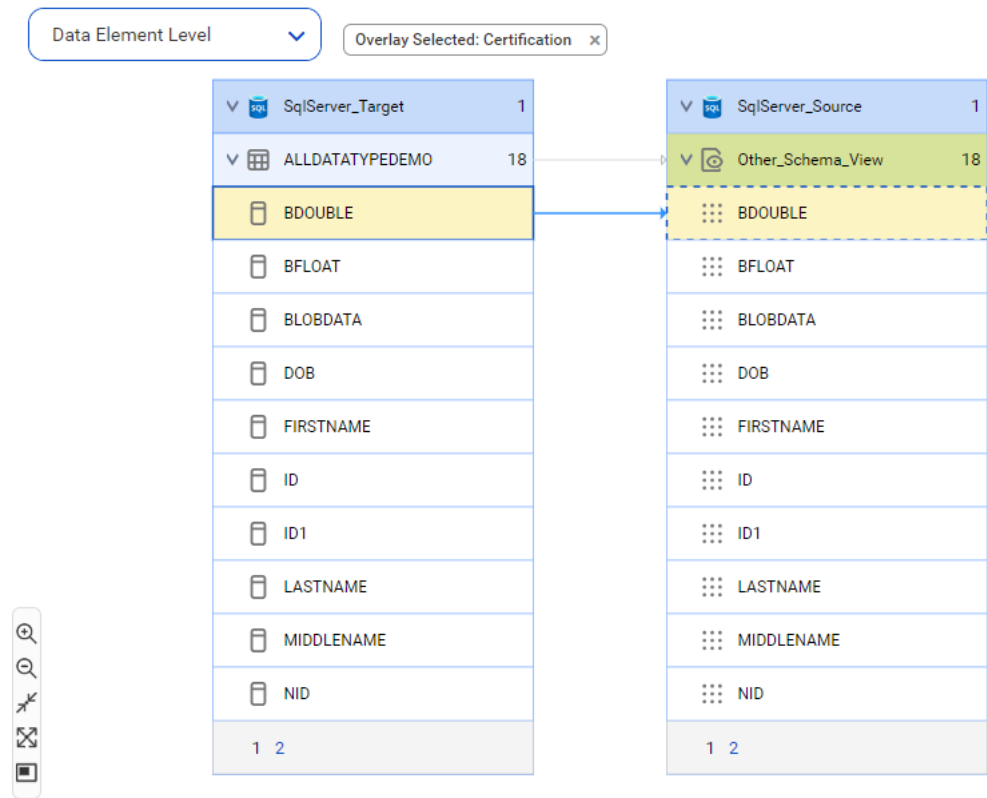 Data Element Level
Overlay Selected: Certification ×
SQL SqlServer_Target 1
ALLDATATYPEDEMO 18
BDOUBLE
BFLOAT
BLOBDATA
DOB
FIRSTNAME
ID
ID1
LASTNAME
MIDDLENAME
NID
1 2
SQL SqlServer_Source 1
Other_Schema_View 18
BDOUBLE
BFLOAT
BLOBDATA
DOB
FIRSTNAME
ID
ID1
LASTNAME
MIDDLENAME
NID
1 2